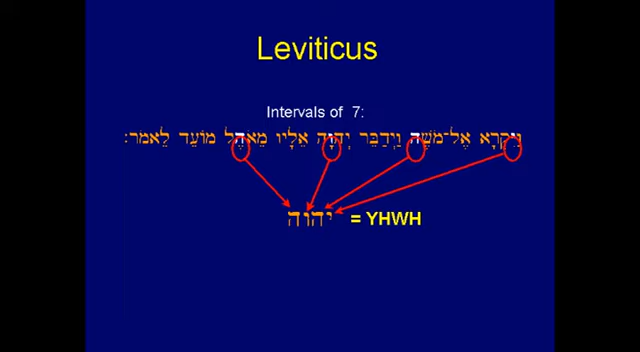 Leviticus
Intervals of 7:
וַיִּקְרָא אֶל־מֹשֶׁה וַיְדַבֵּר יְהוָה אֵלָיו מֵאֹהֶל מוֹעֵד לֵאמֹר׃
יהוה = YHWH